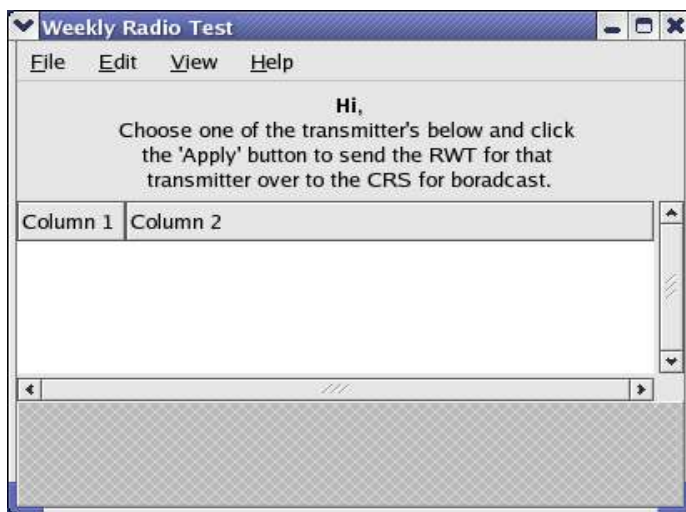 Weekly Radio Test
File Edit View Help
Hi,
Choose one of the transmitter's below and click
the 'Apply' button to send the RWT for that
transmitter over to the CRS for boradcast.
Column 1 Column 2